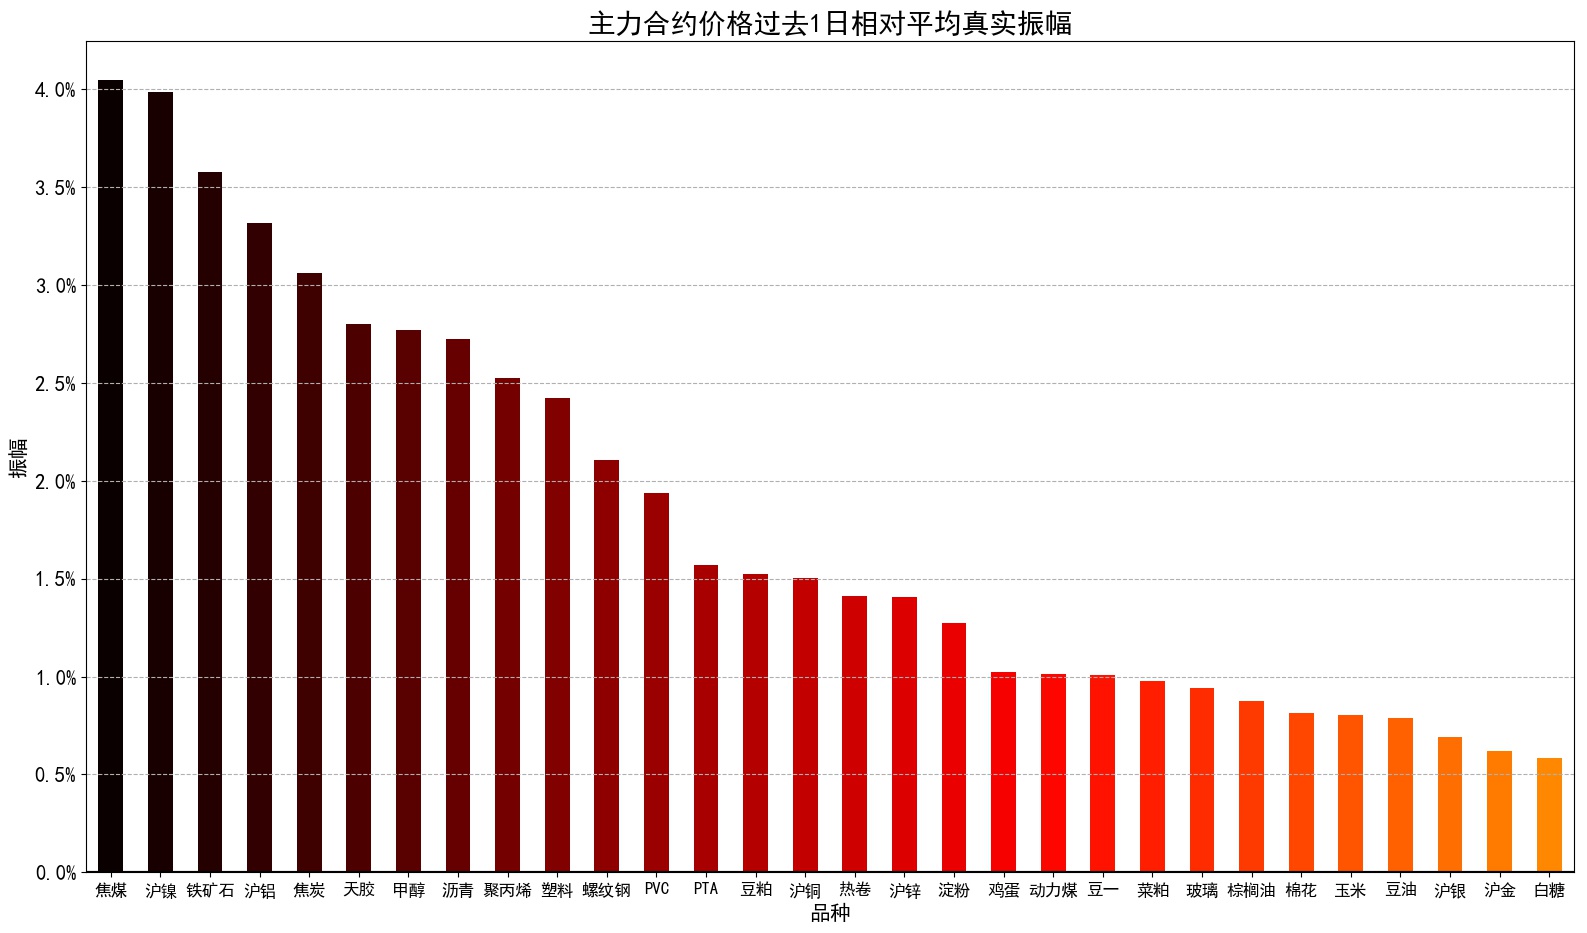 主力合约价格过去1日相对平均真实振幅
4.0%
3.5%
3.0%
2.5%
2.0%
1.5%
1.0%
0.5%
0.0%
振幅
焦煤 沪镍 铁矿石 沪铝 焦炭 天胶 甲醇 沥青 聚丙烯 塑料 螺纹钢 PVC PTA 豆粕 沪铜 热卷 沪锌 淀粉 鸡蛋 动力煤 豆一 菜粕 玻璃 棕榈油 棉花 玉米 豆油 沪银 沪金 白糖
品种